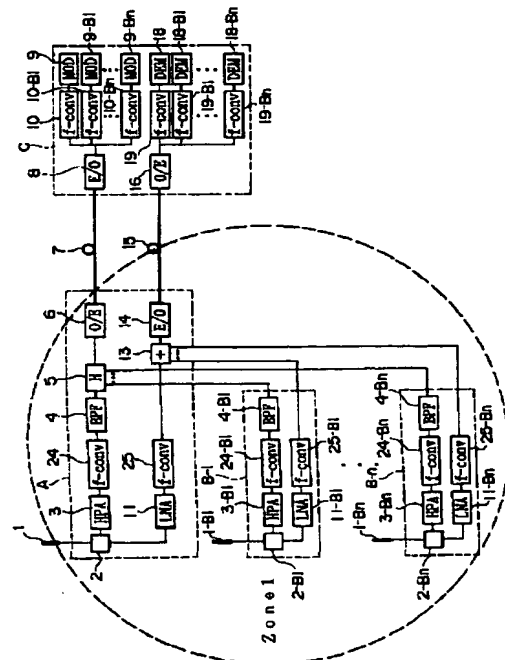 9
9-B1
9-Bn
18
18-B1
18-Bn
MOD
MOD
MOD
DEM
DEM
DEM
10-B1
10-Bn
10
f-conv
f-conv
f-conv
f-conv
f-conv
f-conv
19-B1
19-Bn
19
C
E/O
O/E
8
16
7
15
6
O/E
E/O
14
5
H
+
13
4
BPF
4-B1
BPF
4-Bn
BPF
24
f-conv
f-conv
25
24-B1
f-conv
f-conv
25-B1
24-Bn
f-conv
f-conv
25-Bn
A
B-1
B-n
3
HPA
LNA
11
3-B1
HPA
LNA
11-B1
3-Bn
HPA
LNA
11-Bn
1
2
1-B1
2-B1
1-Bn
2-Bn
Zone1